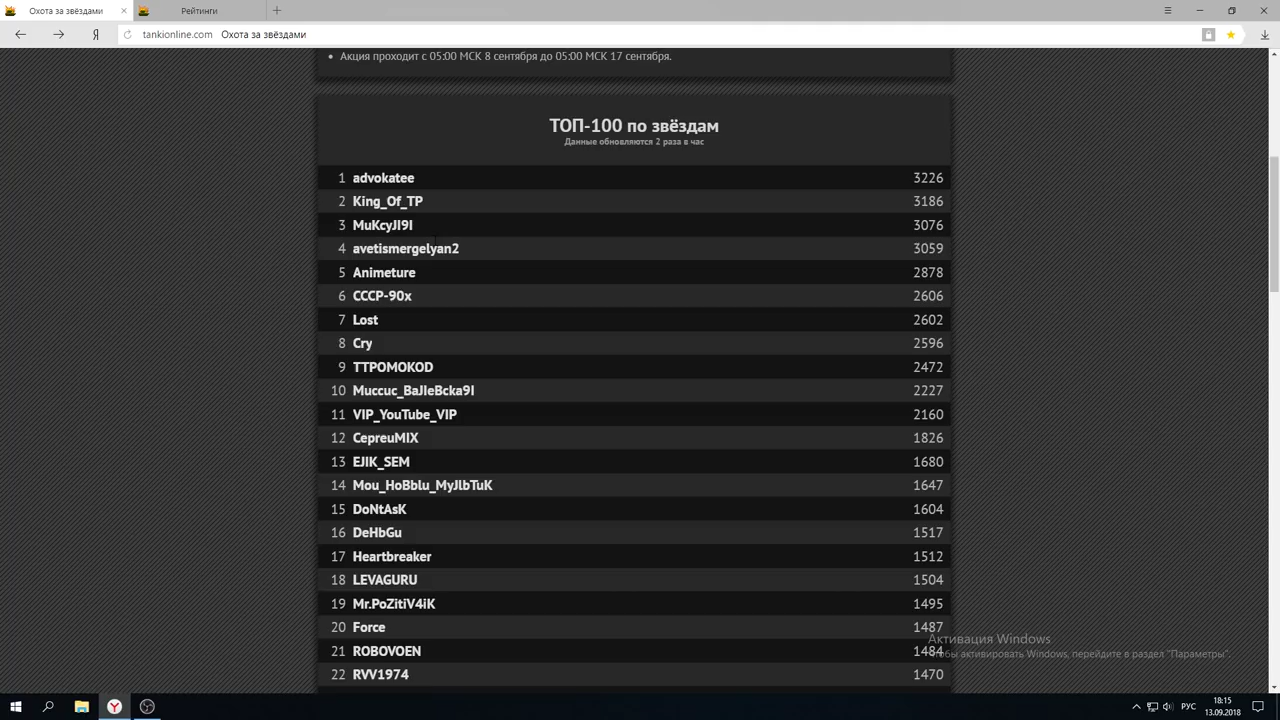 Охота за звёздами
Рейтинги
tankionline.com Охота за звёздами
Акция проходит с 05:00 МСК 8 сентября до 05:00 МСК 17 сентября.
ТОП-100 по звёздам
Данные обновляются 2 раза в час
1 advokatee 3226
2 King_Of_TP 3186
3 MuKcyJI9I 3076
4 avetismergelyan2 3059
5 Animeture 2878
6 CCCP-90x 2606
7 Lost 2602
8 Cry 2596
9 TTPOMOKOD 2472
10 Muccuc_BaJIeBcka9I 2227
11 VIP_YouTube_VIP 2160
12 CepreuMIX 1826
13 EJIK_SEM 1680
14 Mou_HoBblu_MyJlbTuK 1647
15 DoNtAsK 1604
16 DeHbGu 1517
17 Heartbreaker 1512
18 LEVAGURU 1504
19 Mr.PoZitiV4iK 1495
20 Force 1487
21 ROBOVOEN 1484
22 RVV1974 1470
Активация Windows
Чтобы активировать Windows, перейдите в раздел "Параметры".
РУС
18:15
13.09.2018